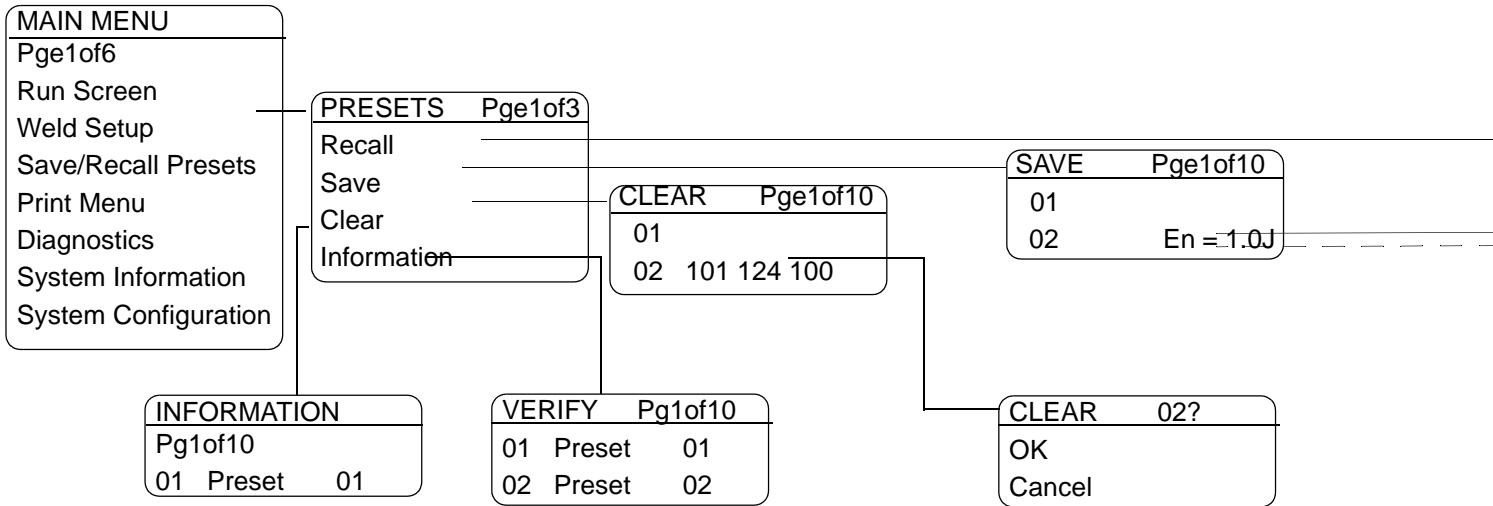 MAIN MENU
Pge1of6
Run Screen
Weld Setup
Save/Recall Presets
Print Menu
Diagnostics
System Information
System Configuration
PRESETS Pge1of3
Recall
Save
Clear
Information
CLEAR Pge1of10
01
02 101 124 100
SAVE Pge1of10
01
02 En = 1.0J
INFORMATION
Pg1of10
01 Preset 01
VERIFY Pg1of10
01 Preset 01
02 Preset 02
CLEAR 02?
OK
Cancel